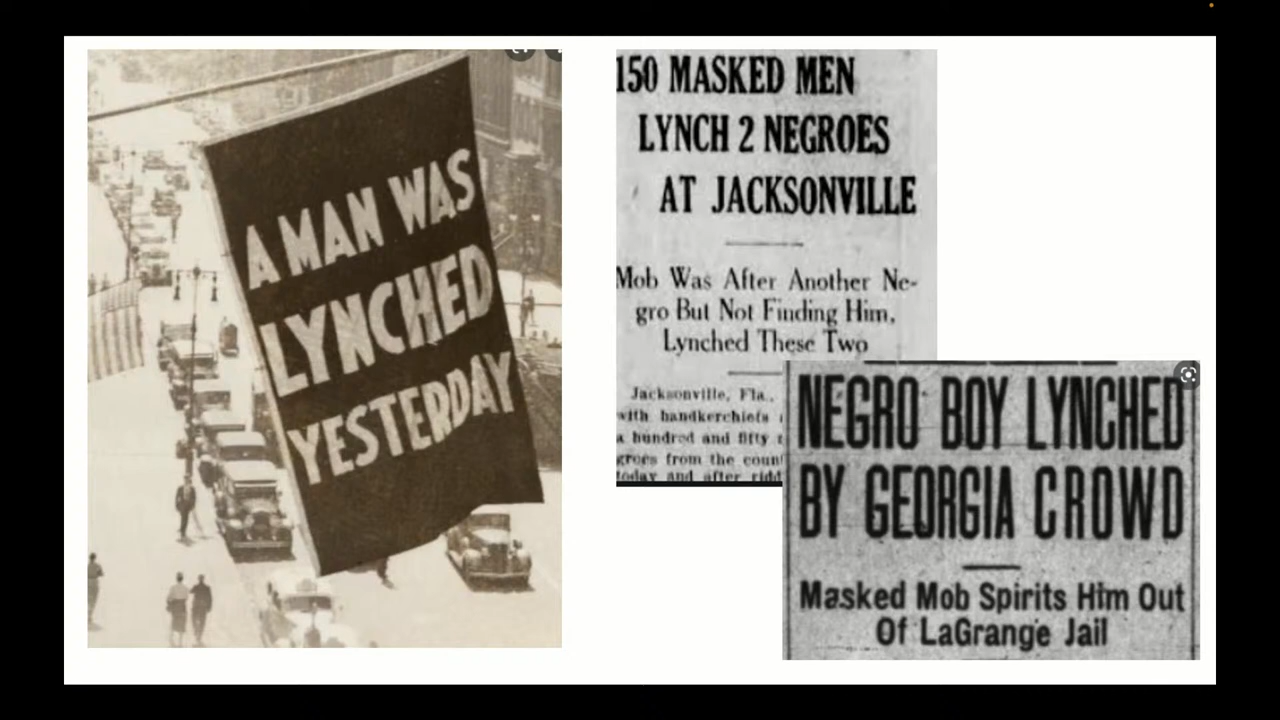 A MAN WAS
LYNCHED
YESTERDAY
150 MASKED MEN
LYNCH 2 NEGROES
AT JACKSONVILLE
Mob Was After Another Ne-
gro But Not Finding Him,
Lynched These Two
Jacksonville, Fla.,
with handkerchiefs
a hundred and fifty
groes from the coun
today and after ridd
NEGRO BOY LYNCHED
BY GEORGIA CROWD
Masked Mob Spirits Him Out
Of LaGrange Jail